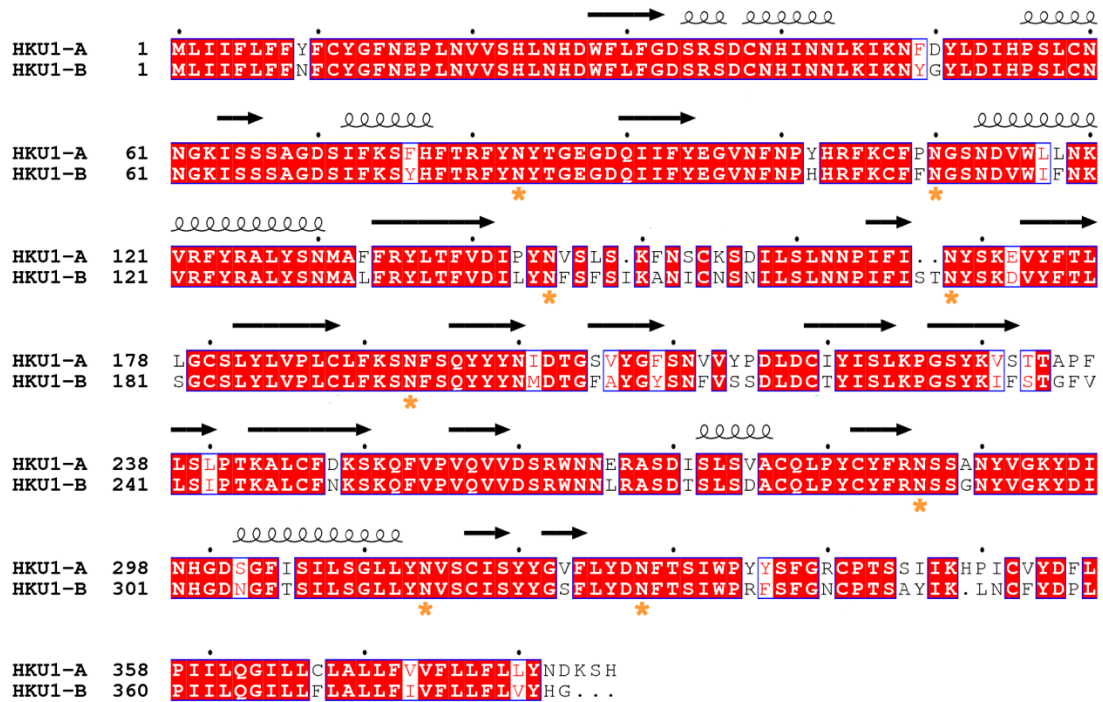 HKU1-A 1 MLIIFLFFYFCYGFNEPLNVVSHLNHDWFLFGDSRSDCNHINNLKIKNFDYLDIHPSLCN
HKU1-B 1 MLIIFLFFNFCYGFNEPLNVVSHLNHDWFLFGDSRSDCNHINNLKIKNYGYLDIHPSLCN
HKU1-A 61 NGKISSSAGDSIFKSFHFTRFYNYTGEGDQIIFYEGVNFNPYHRFKCFPNGSNDVWLLNK
HKU1-B 61 NGKISSSAGDSIFKSYHFTRFYNYTGEGDQIIFYEGVNFNPHHRFKCFFNGSNDVWIFNK
* *
HKU1-A 121 VRFYRALYSNMAFFRYLTFVDIPYNVSLS.KFNSCKSDILSLNNPIFI..NYSKEVYFTL
HKU1-B 121 VRFYRALYSNMALFRYLTFVDILYNFSFSIKANICNSNILSLNNPIFISTNYSKDVYFTL
* *
HKU1-A 178 LGCSLYLVPLCLFKSNFSQYYYNIDTGSVYGFSNVVYPDLDCIYISLKPGSYKVSTTAPF
HKU1-B 181 SGCSLYLVPLCLFKSNFSQYYYNMDTGFAYGYSNFVSSDLDCTYISLKPGSYKIFSTGFV
*
HKU1-A 238 LSLPTKALCFDKSKQFVPVQVVDSRWNNERASDISLSVACQLPYCYFRNSSANYVGKYDI
HKU1-B 241 LSIPTKALCFNKSKQFVPVQVVDSRWNNLRASDTSLSDACQLPYCYFRNSSGNYVGKYDI
*
HKU1-A 298 NHGDSGFISILSGLLYNVSCISYYGVFLYDNFTSIWPYYSFGRCPTSSIIKHPICVYDFL
HKU1-B 301 NHGDNGFTSILSGLLYNVSCISYYGSFLYDNFTSIWPRFSFGNCPTSAYIK.LNCFYDPL
* *
HKU1-A 358 PIILQGILLCLALLFVVFLLFLLYNDKSH
HKU1-B 360 PIILQGILLFLALLFIVFLLFLVYHG...